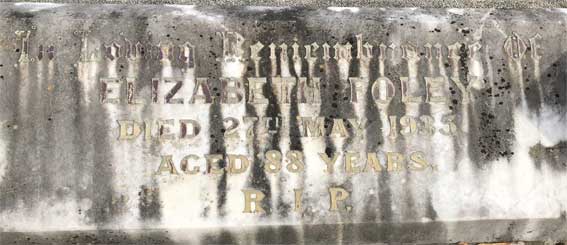 In Loving Remembrance Of
ELIZABETH FOLEY
DIED 27TH MAY 1935
AGED 88 YEARS.
R.I.P.